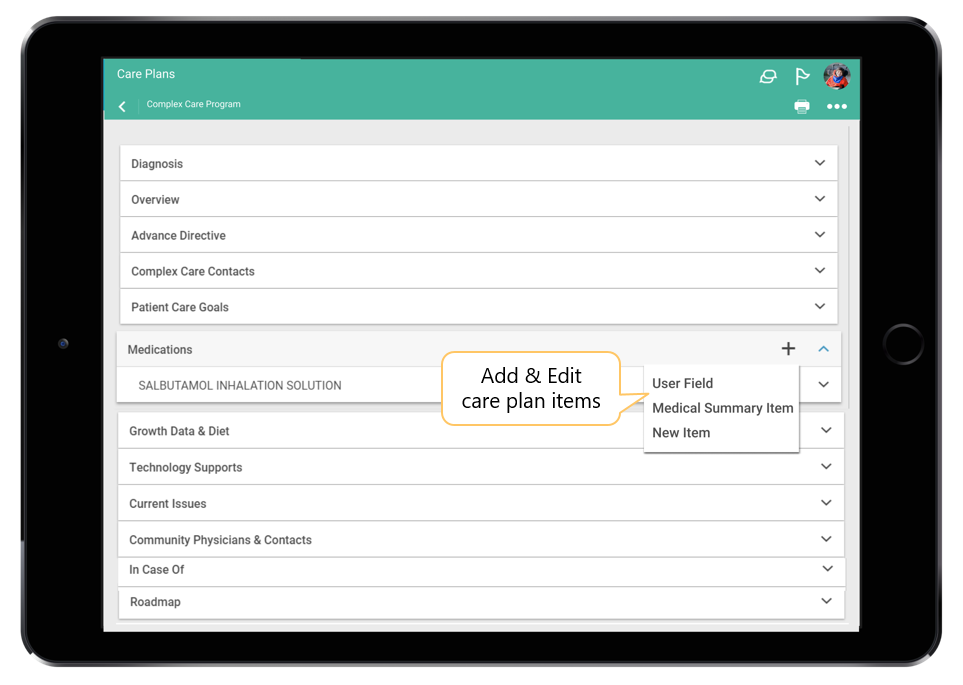 Care Plans
Complex Care Program
Diagnosis
Overview
Advance Directive
Complex Care Contacts
Patient Care Goals
Medications
SALBUTAMOL INHALATION SOLUTION
Add & Edit
care plan items
User Field
Medical Summary Item
New Item
Growth Data & Diet
Technology Supports
Current Issues
Community Physicians & Contacts
In Case Of
Roadmap